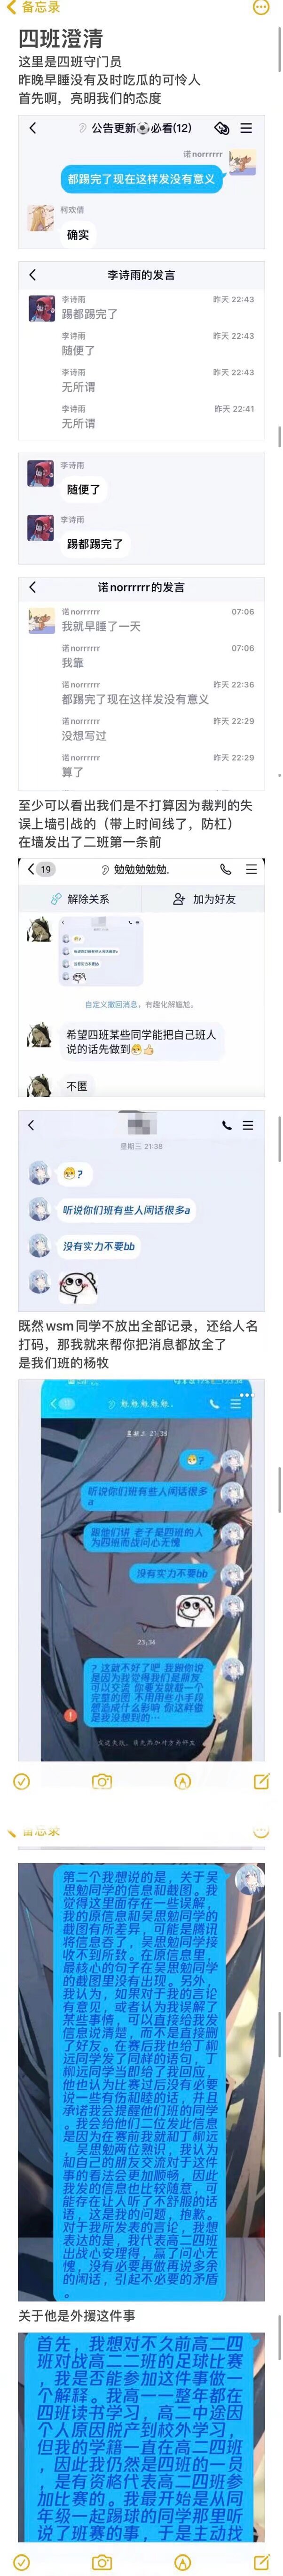 备忘录
四班澄清
这里是四班守门员
昨晚早睡没有及时吃瓜的可怜人
首先啊，亮明我们的态度
公告更新⚽必看(12)
诺norrrrrr
都踢完了现在这样发没有意义
柯欢倩
确实
李诗雨的发言
李诗雨
昨天 22:43
踢都踢完了
李诗雨
昨天 22:43
随便了
李诗雨
昨天 22:43
无所谓
李诗雨
昨天 22:41
无所谓
李诗雨
随便了
李诗雨
踢都踢完了
诺norrrrrr的发言
诺norrrrrr
07:06
我就早睡了一天
诺norrrrrr
07:06
我靠
诺norrrrrr
昨天 22:36
都踢完了现在这样发没有意义
诺norrrrrr
昨天 22:29
没想写过
诺norrrrrr
昨天 22:29
算了
至少可以看出我们是不打算因为裁判的失
误上墙引战的（带上时间线了，防杠）
在墙发出了二班第一条前
19
勉勉勉勉勉.
解除关系
加为好友
自定义撤回消息，有趣化解尴尬。
希望四班某些同学能把自己班人
说的话先做到😷👍
不匿
星期三 21:38
😷?
听说你们班有些人闲话很多a
没有实力不要bb
既然wsm同学不放出全部记录，还给人名
打码，那我就来帮你把消息都放全了
是我们班的杨牧
勉勉勉勉勉.
星期三 21:38
😷?
听说你们班有些人闲话很多
a
跟他们讲 老子是四班的人
为四班而战问心无愧
没有实力不要bb
23:34
? 这就不好了吧 我跟你说
是因为我觉得我们是朋友
可以交流 你要发就截一个
完整的图 不用用些小手段
想造成什么影响 你这样做
是我没想到的…
备忘录
第二个我想说的是，关于吴
思勉同学的信息和截图。我
觉得这里面存在一些误解，
我的原信息和吴思勉同学的
截图有所差异，可能是腾讯
将信息吞了，吴思勉同学接
收不到所致。在原信息里，
最核心的句子在吴思勉同学
的截图里没有出现。另外，
我认为，如果对于我的言论
有意见，或者认为我误解了
某些事情，可以直接给我发
信息说清楚，而不是直接删
了好友。在赛后我也给了丁柳
远同学发了同样的语句，丁
柳远同学当即给了我回应，
他也认为比赛过后没有必要
说一些有伤和睦的话，并且
承诺我会提醒他们班的同学
。我会给他们二位发此信息
是因为在赛前我就和丁柳远
，吴思勉两位熟识，我认为
和自己的朋友交流对于这件
事的看法会更加顺畅，因此
我发的信息也比较随意，可
能存在让人听了不舒服的话
语，这是我的问题，抱歉。
对于我所发表的言论，我想
表达的是，我代表高二四班
出战心安理得，赢了问心无
愧，没有必要再做再说多余
的闲话，引起不必要的矛盾
。
关于他是外援这件事
首先，我想对不久前高二四
班对战高二二班的足球比赛
，我是否能参加这件事做一
个解释。我高一一整年都在
四班读书学习，高二中途因
个人原因脱产到校外学习，
但我的学籍一直在高二四班
，因此我仍然是四班的一员
，是有资格代表高二四班参
加比赛的。我最开始是从同
年级一起踢球的同学那里听
说了班赛的事，于是主动找